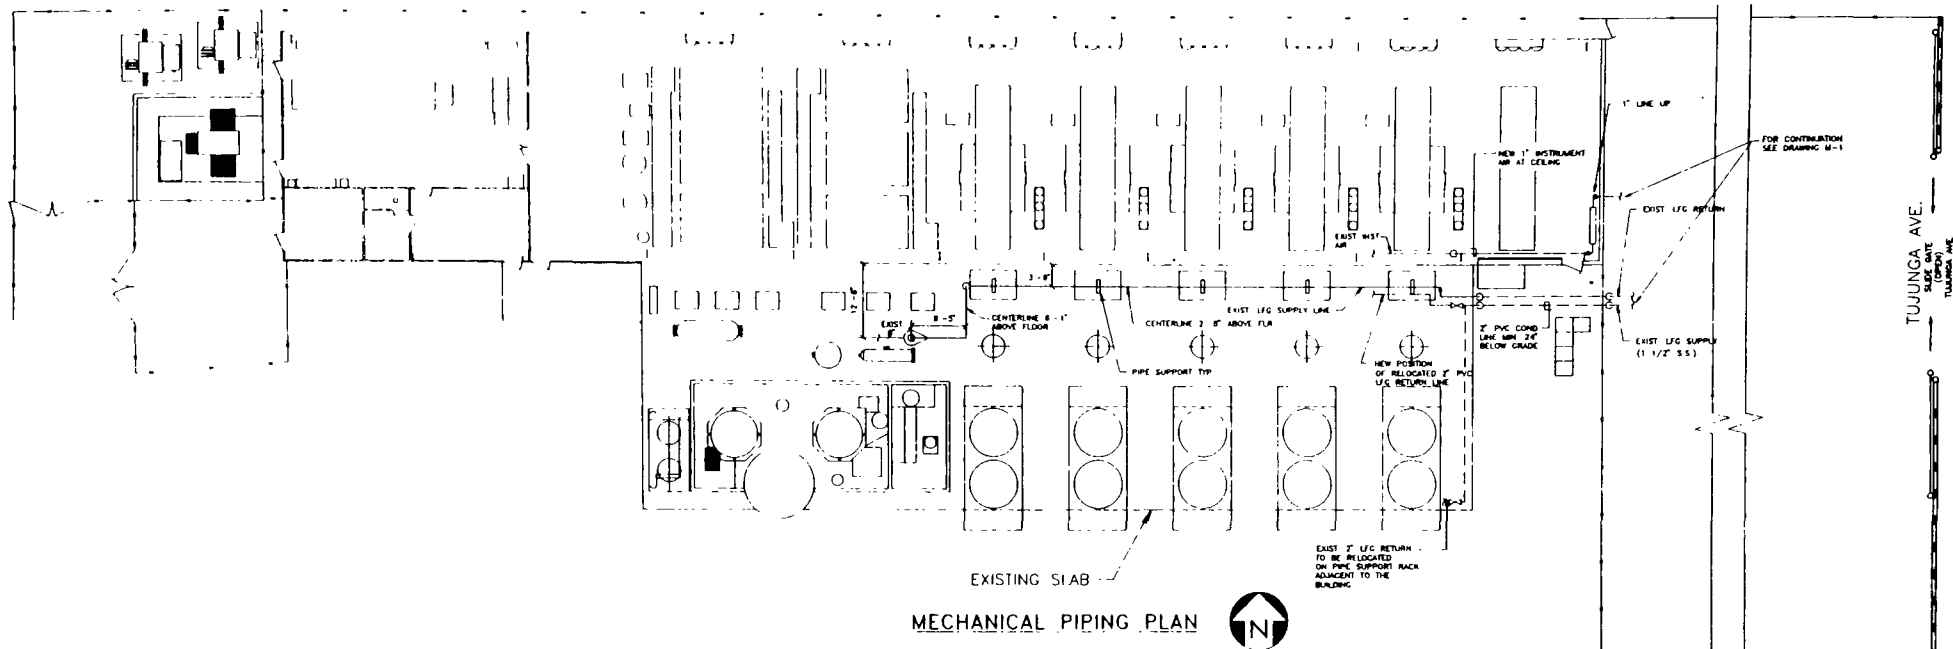 1" LINE UP
FOR CONTINUATION
SEE DRAWING M-1
NEW 1" INSTRUMENT
AIR AT CEILING
EXIST LFG RETURN
EXIST INST
AIR
TUJUNGA AVE.
SLIDE GATE
(OPEN)
TUJUNGA AVE
3'-8"
12'-6"
8'-5"
EXIST
8"
CENTERLINE 8'-1"
ABOVE FLOOR
CENTERLINE 2' 8" ABOVE FLR
EXIST LFG SUPPLY LINE
2" PVC COND
LINE MIN 24"
BELOW GRADE
EXIST LFG SUPPLY
(1 1/2" S.S.)
PIPE SUPPORT TYP
NEW POSITION
OF RELOCATED 2" PVC
LFG RETURN LINE
EXIST 2" LFG RETURN
TO BE RELOCATED
ON PIPE SUPPORT RACK
ADJACENT TO THE
BUILDING
EXISTING SLAB
MECHANICAL PIPING PLAN
N